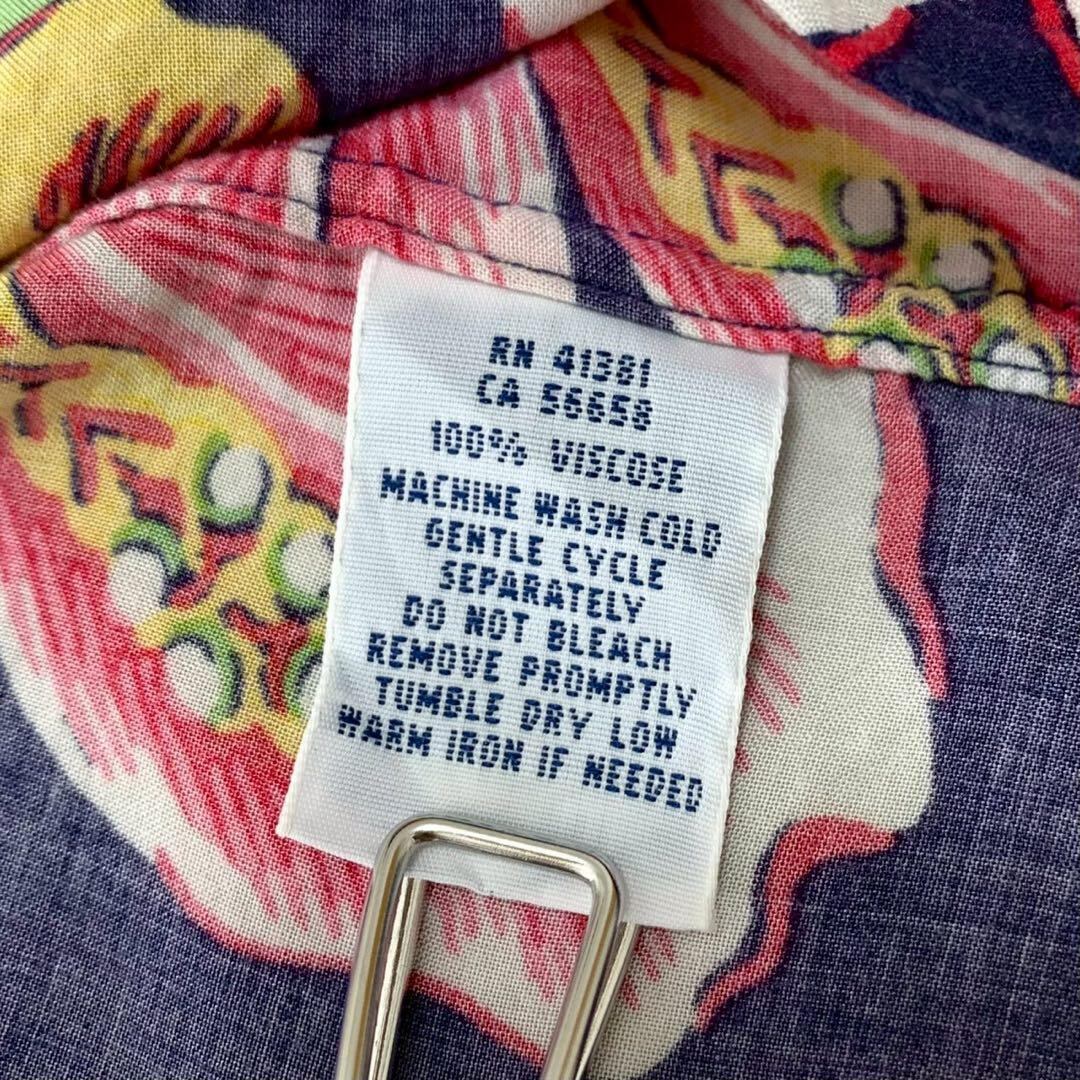 RN 41381
CA 56658
100% VISCOSE
MACHINE WASH COLD
GENTLE CYCLE
SEPARATELY
DO NOT BLEACH
REMOVE PROMPTLY
TUMBLE DRY LOW
WARM IRON IF NEEDED